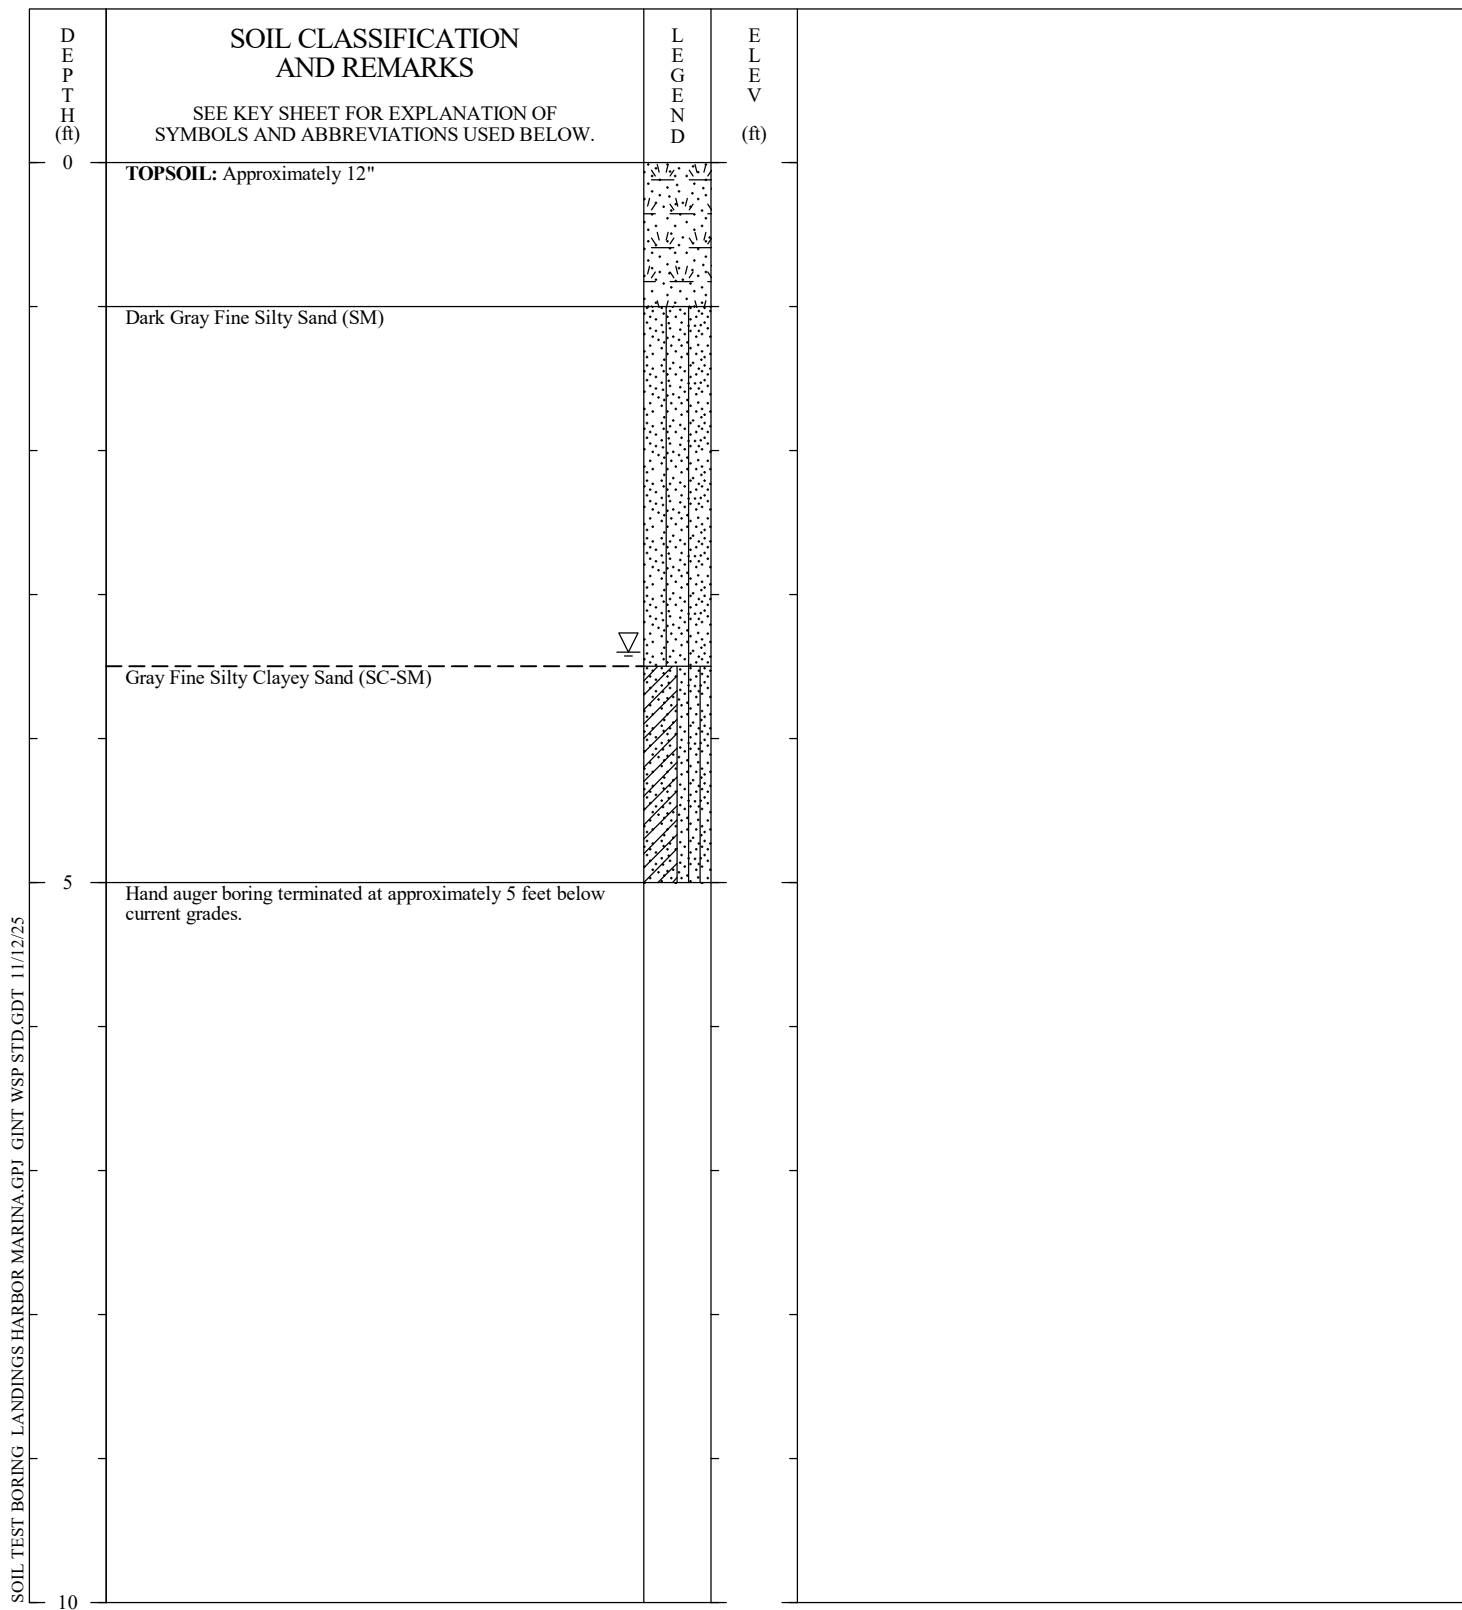 DEPTH
(ft)
SOIL CLASSIFICATION
AND REMARKS
SEE KEY SHEET FOR EXPLANATION OF
SYMBOLS AND ABBREVIATIONS USED BELOW.
LEGEND
ELEV
(ft)
0
TOPSOIL: Approximately 12"
Dark Gray Fine Silty Sand (SM)
Gray Fine Silty Clayey Sand (SC-SM)
5
Hand auger boring terminated at approximately 5 feet below
current grades.
10
SOIL TEST BORING LANDINGS HARBOR MARINA.GPJ GINT WSP STD.GDT 11/12/25